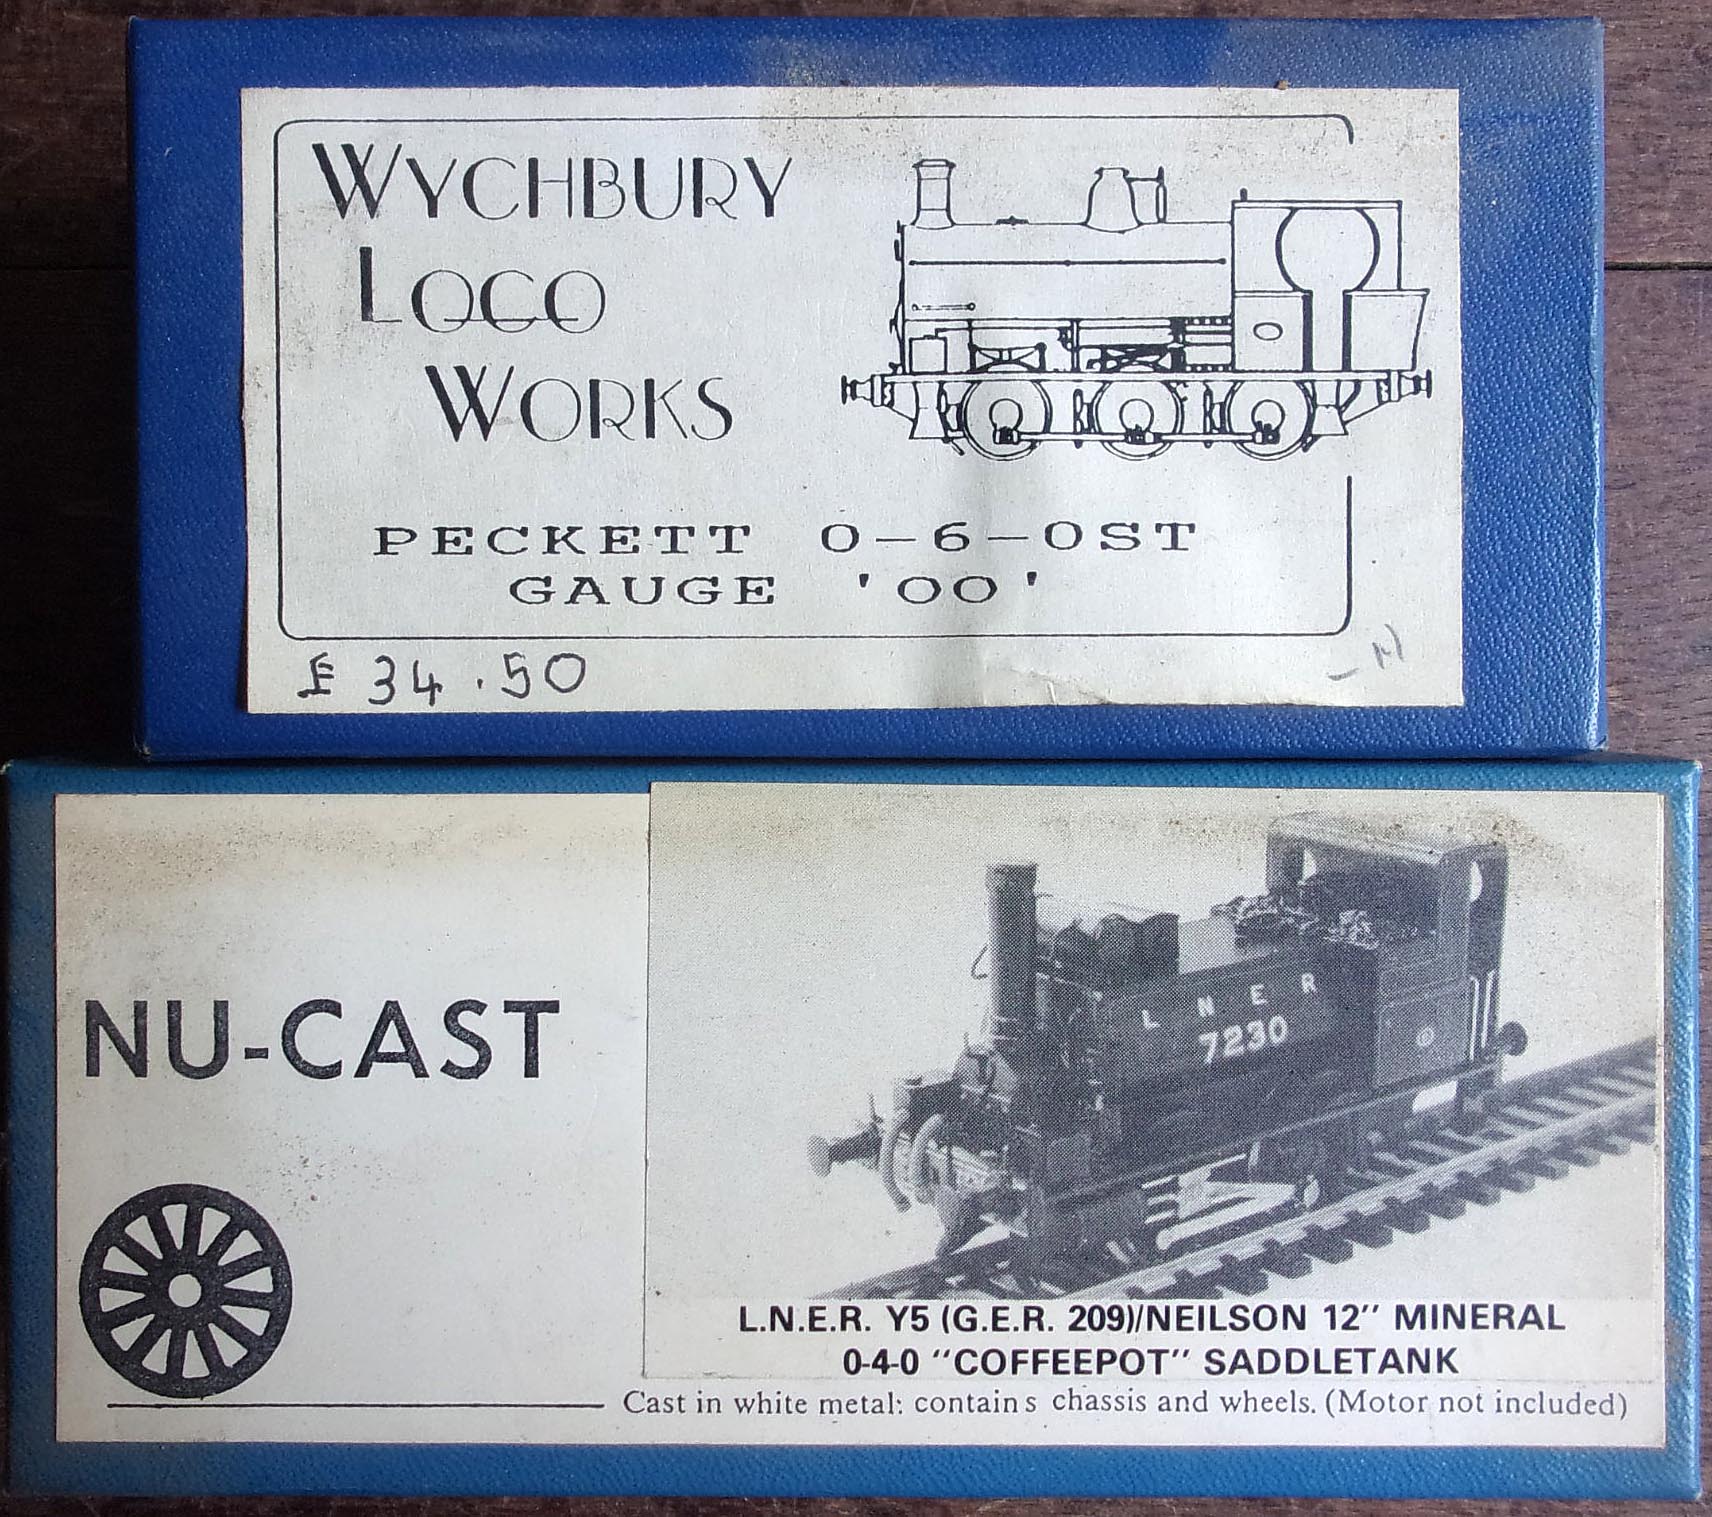 WYCHBURY
LOCO
WORKS
PECKETT 0-6-0ST
GAUGE 'OO'
£ 34.50
NU-CAST
L N E R
7230
L.N.E.R. Y5 (G.E.R. 209)/NEILSON 12" MINERAL
0-4-0 "COFFEEPOT" SADDLETANK
Cast in white metal: contains chassis and wheels. (Motor not included)